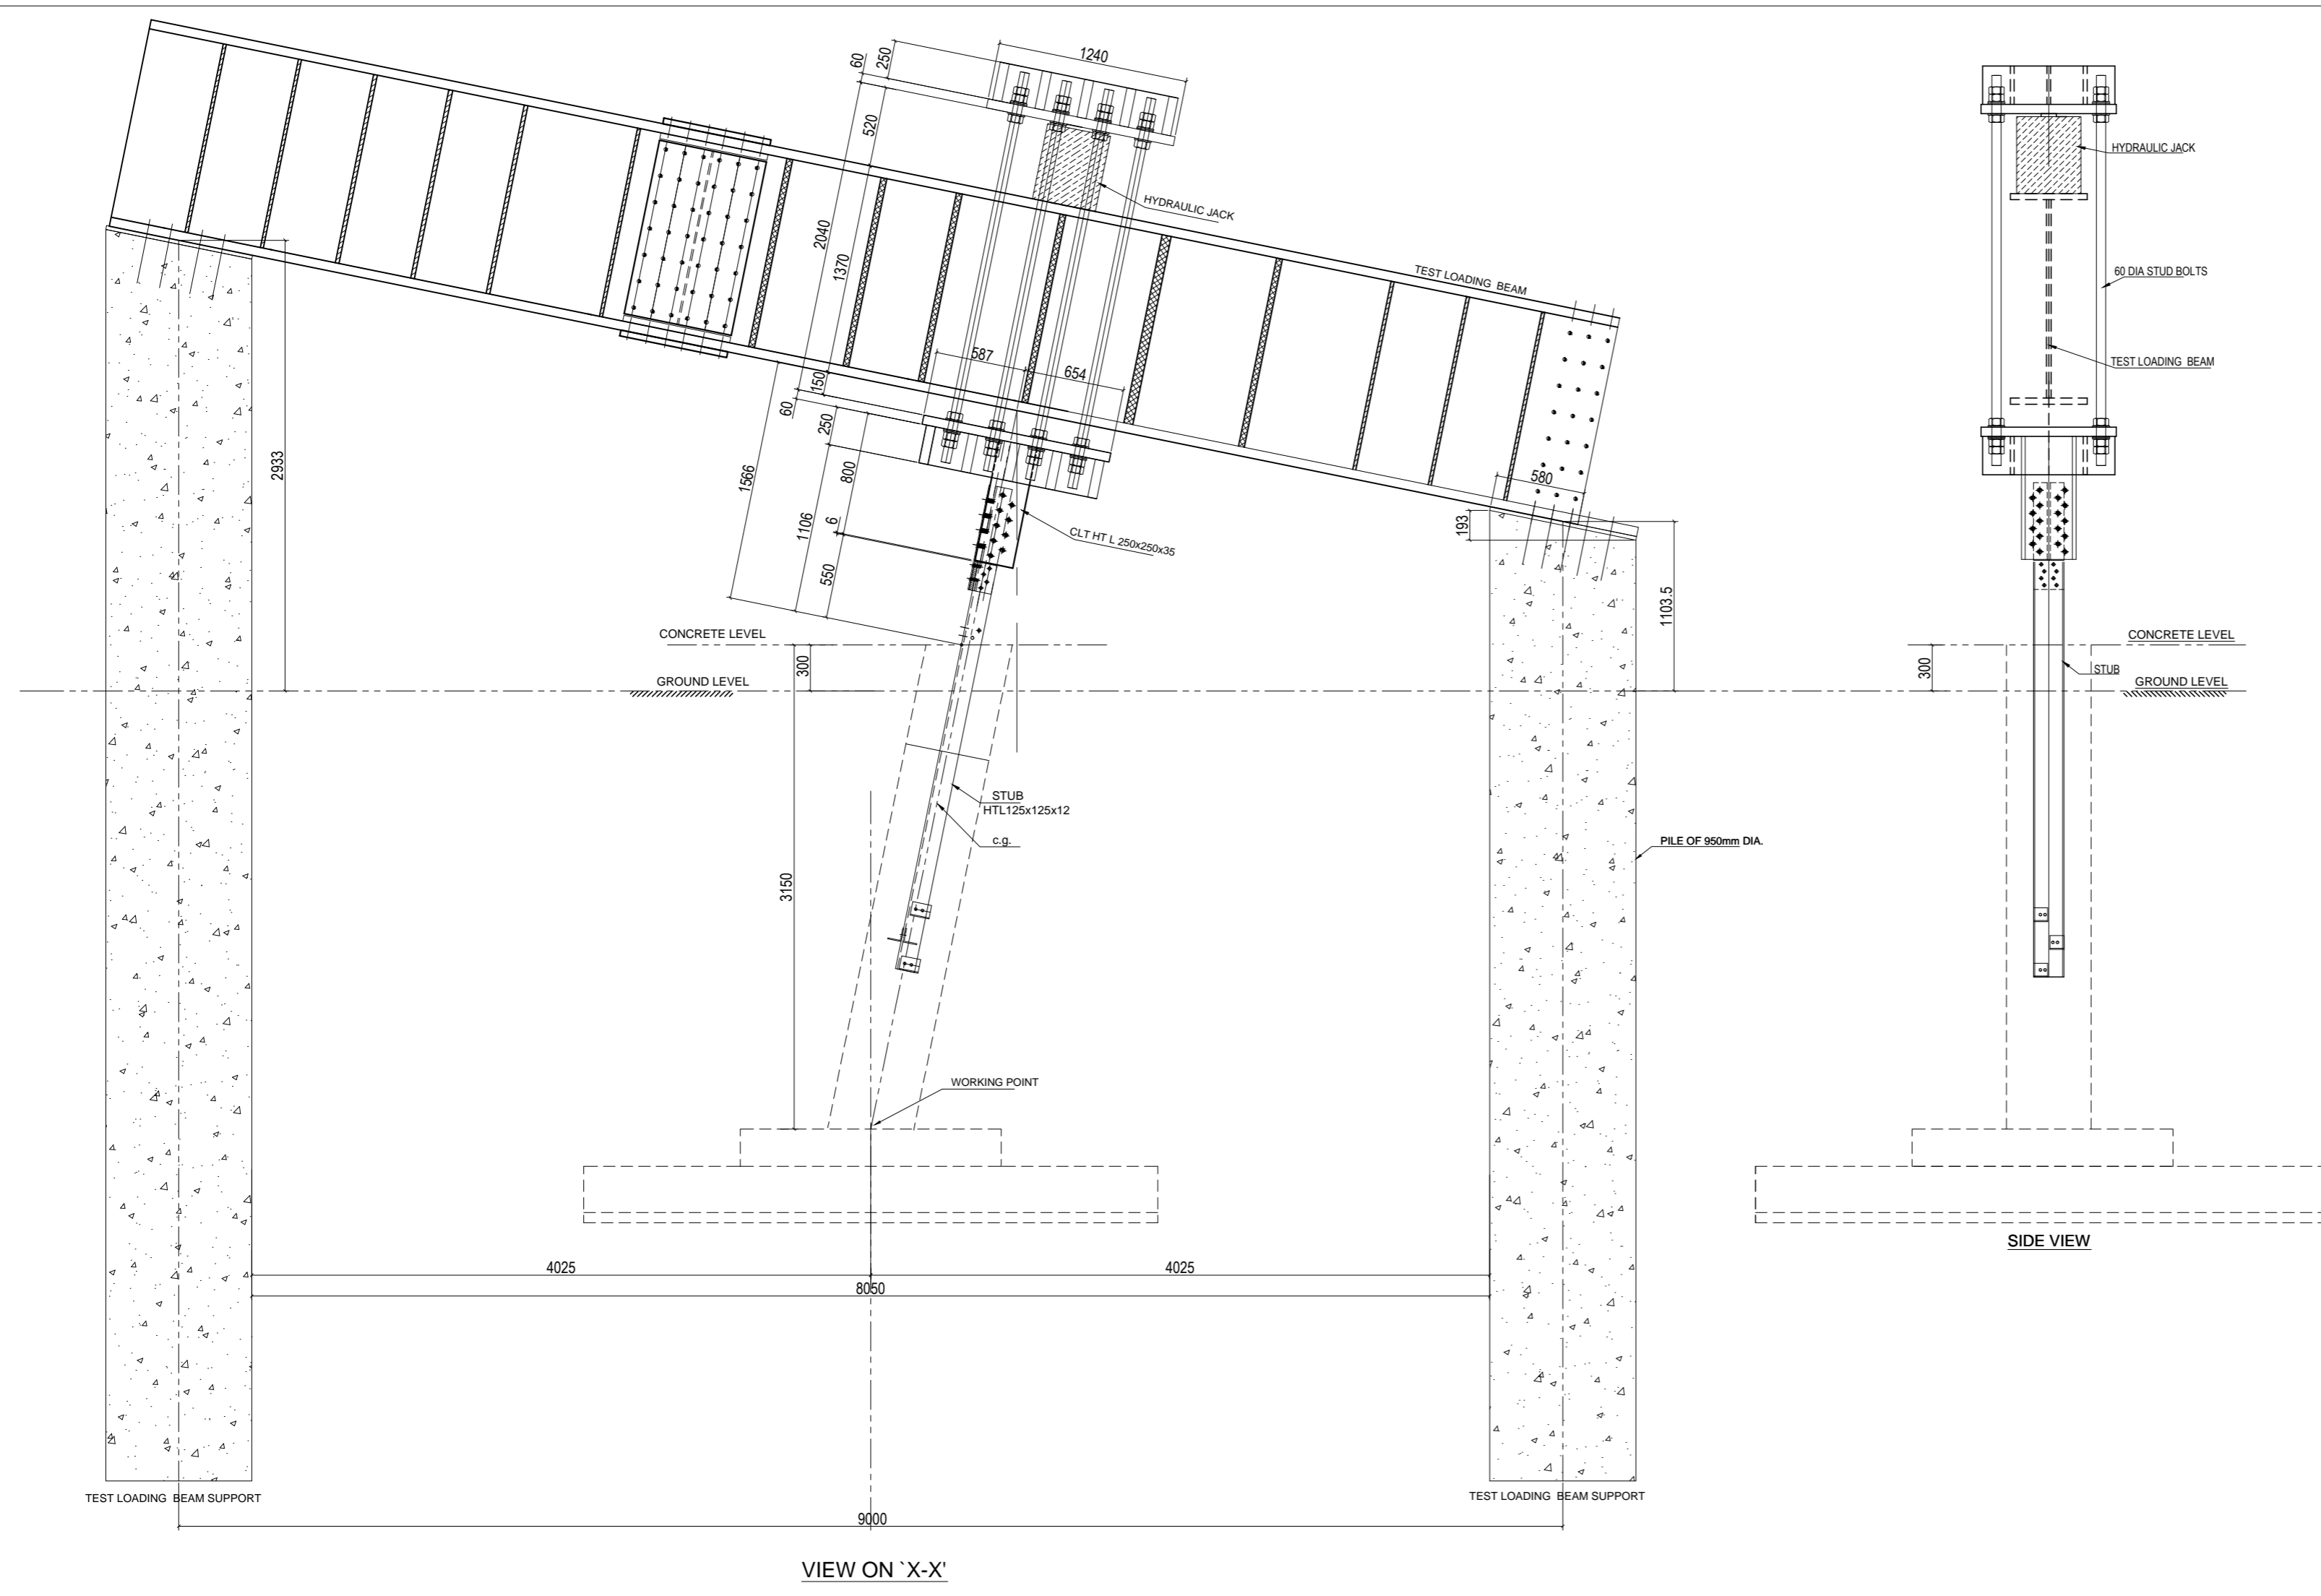 1240
60
250
520
HYDRAULIC JACK
HYDRAULIC JACK
2040
1370
TEST LOADING BEAM
60 DIA STUD BOLTS
TEST LOADING BEAM
587
654
150
60
250
2933
1566
800
580
1106
6
193
CLT HT L 250x250x35
550
1103.5
CONCRETE LEVEL
CONCRETE LEVEL
300
300
STUB
GROUND LEVEL
GROUND LEVEL
STUB
HTL125x125x12
c.g.
PILE OF 950mm DIA.
3150
WORKING POINT
SIDE VIEW
4025
4025
8050
TEST LOADING BEAM SUPPORT
TEST LOADING BEAM SUPPORT
9000
VIEW ON `X-X'